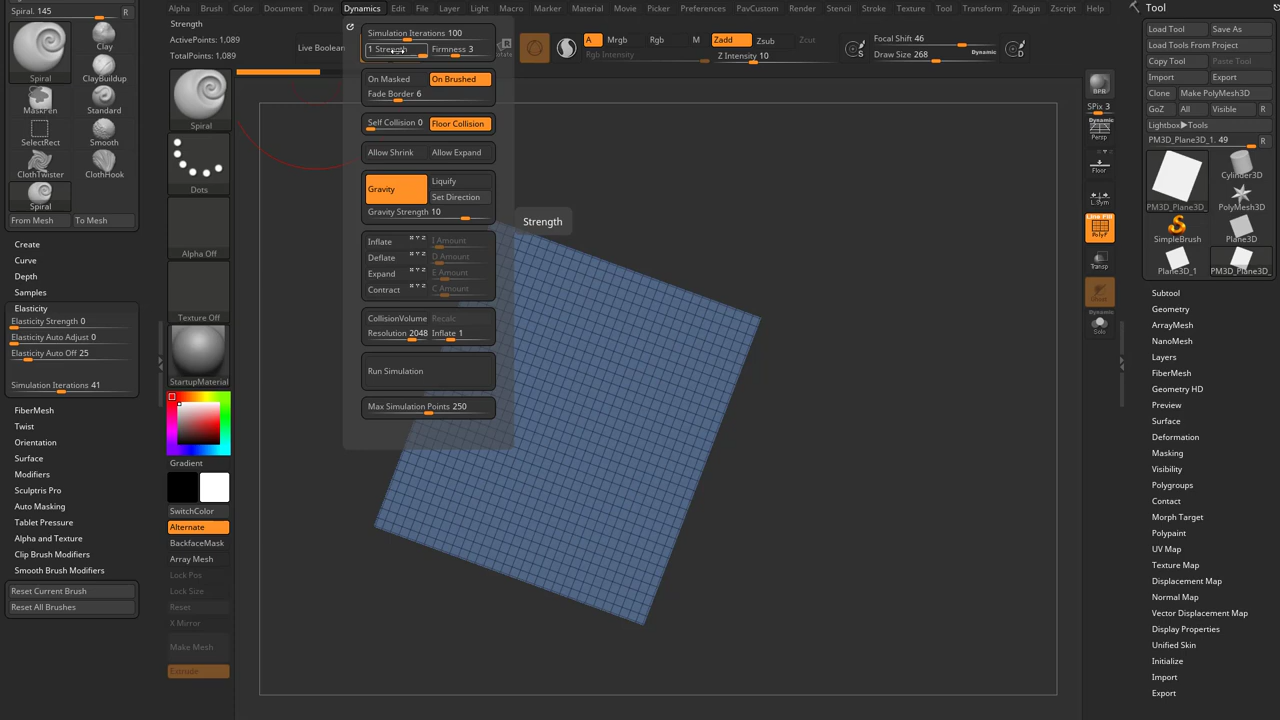 Alpha Brush Color Document Draw Dynamics Edit File Layer Light Macro Marker Material Movie Picker Preferences PavCustom Render Stencil Stroke Texture Tool Transform Zplugin Zscript Help
Spiral. 145 R
Spiral
Clay
ClayBuildup
MaskPen
Standard
SelectRect
Smooth
ClothTwister
ClothHook
Spiral
From Mesh To Mesh
Create
Curve
Depth
Samples
Elasticity
Elasticity Strength 0
Elasticity Auto Adjust 0
Elasticity Auto Off 25
Simulation Iterations 41
FiberMesh
Twist
Orientation
Surface
Modifiers
Sculptris Pro
Auto Masking
Tablet Pressure
Alpha and Texture
Clip Brush Modifiers
Smooth Brush Modifiers
Reset Current Brush
Reset All Brushes
Strength
ActivePoints: 1,089
TotalPoints: 1,089
Live Boolean
Spiral
Dots
Alpha Off
Texture Off
StartupMaterial
Gradient
SwitchColor
Alternate
BackfaceMask
Array Mesh
Lock Pos
Lock Size
Reset
X Mirror
Make Mesh
Extrude
Simulation Iterations 100
1 Strength Firmness 3
On Masked On Brushed
Fade Border 6
Self Collision 0 Floor Collision
Allow Shrink Allow Expand
Gravity Liquify
Set Direction
Gravity Strength 10
Inflate X Y Z I Amount
Deflate X Y Z D Amount
Expand X Y Z E Amount
Contract X Y Z C Amount
CollisionVolume Recalc
Resolution 2048 Inflate 1
Run Simulation
Max Simulation Points 250
Strength
A Mrgb Rgb M
Rgb Intensity
Zadd Zsub Zcut
Z Intensity 10
S
Focal Shift 46
Draw Size 268
D
BPR
SPix 3
Dynamic
Persp
Floor
L.Sym
Line Fill
PolyF
Transp
Ghost
Dynamic
Solo
Tool
Load Tool Save As
Load Tools From Project
Copy Tool Paste Tool
Import Export
Clone Make PolyMesh3D
GoZ All Visible R
Lightbox▶Tools
PM3D_Plane3D_1. 49 R
PM3D_Plane3D_
Cylinder3D
PolyMesh3D
SimpleBrush
Plane3D
Plane3D_1
PM3D_Plane3D_
Subtool
Geometry
ArrayMesh
NanoMesh
Layers
FiberMesh
Geometry HD
Preview
Surface
Deformation
Masking
Visibility
Polygroups
Contact
Morph Target
Polypaint
UV Map
Texture Map
Displacement Map
Normal Map
Vector Displacement Map
Display Properties
Unified Skin
Initialize
Import
Export